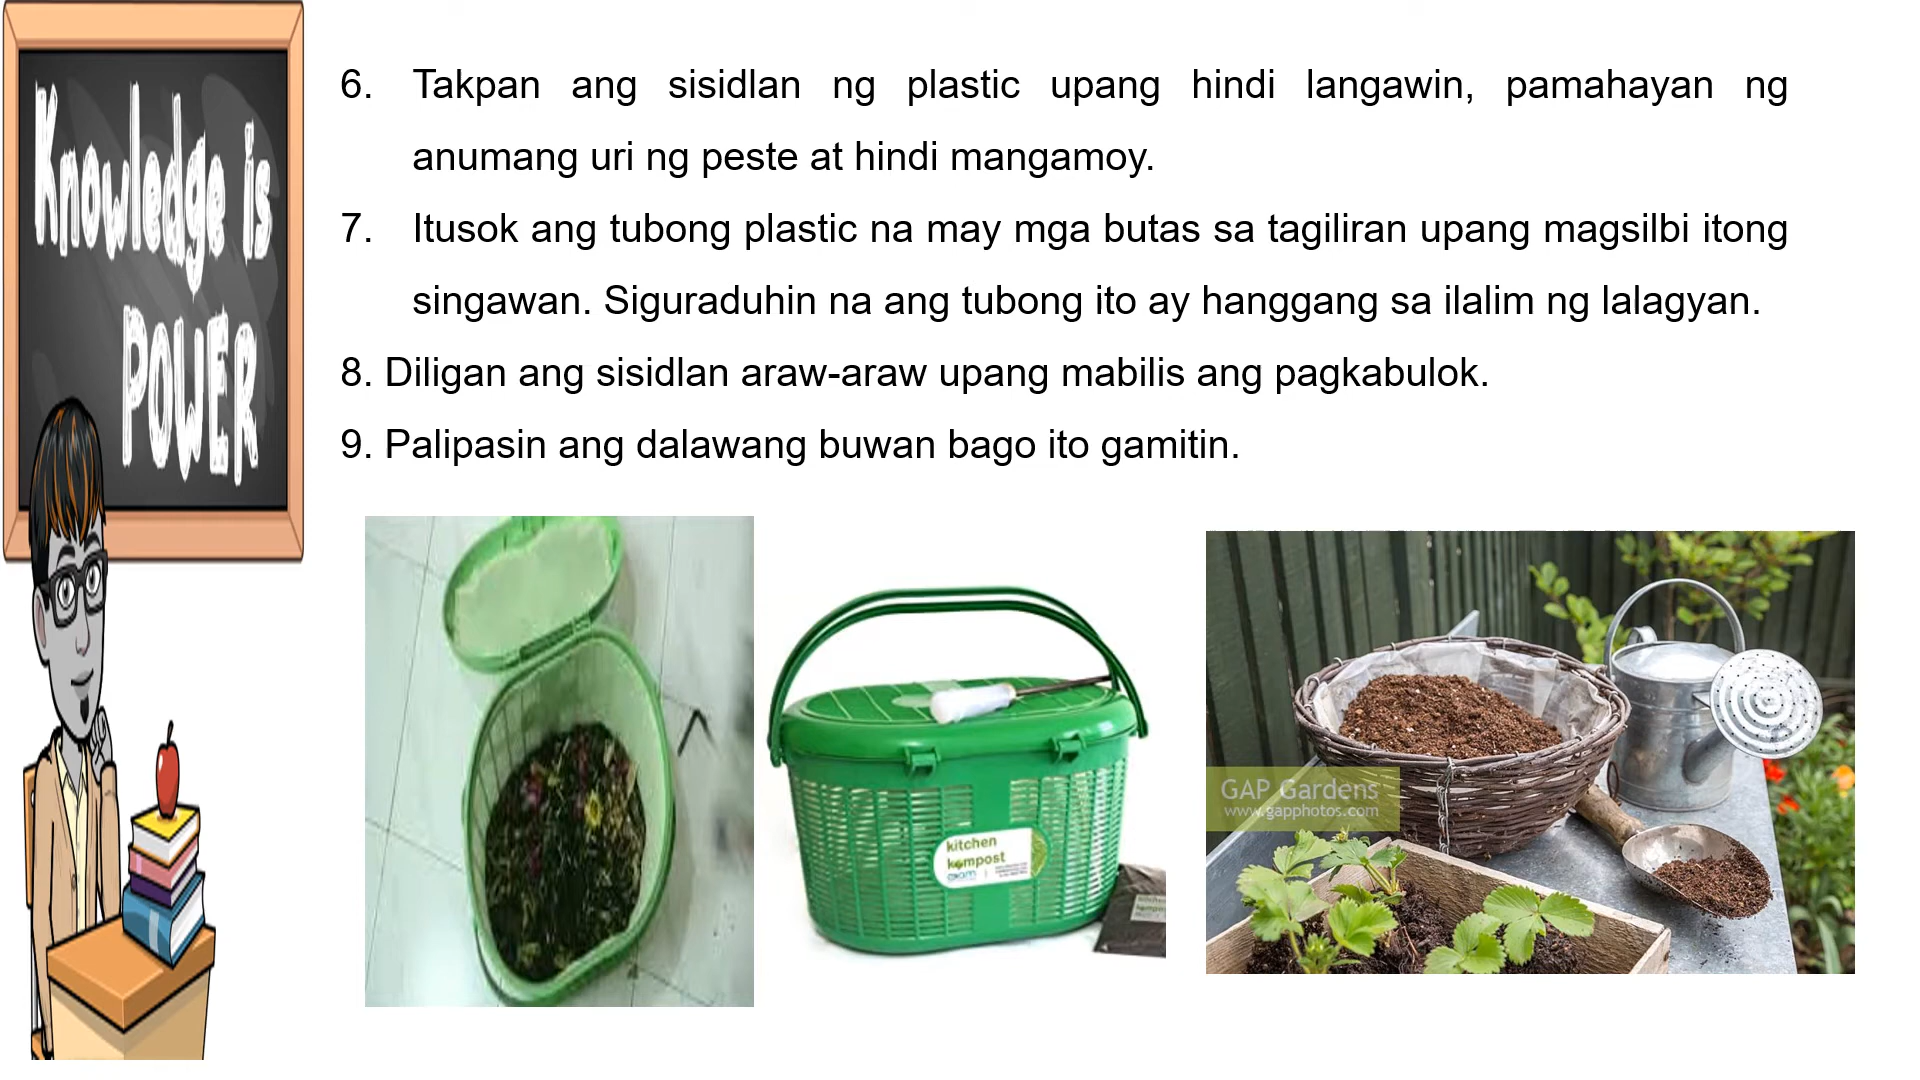 Knowledge is
POWER
6. Takpan ang sisidlan ng plastic upang hindi langawin, pamahayan ng
anumang uri ng peste at hindi mangamoy.
7. Itusok ang tubong plastic na may mga butas sa tagiliran upang magsilbi itong
singawan. Siguraduhin na ang tubong ito ay hanggang sa ilalim ng lalagyan.
8. Diligan ang sisidlan araw-araw upang mabilis ang pagkabulok.
9. Palipasin ang dalawang buwan bago ito gamitin.
kitchen
kompost
GAP Gardens
www.gapphotos.com